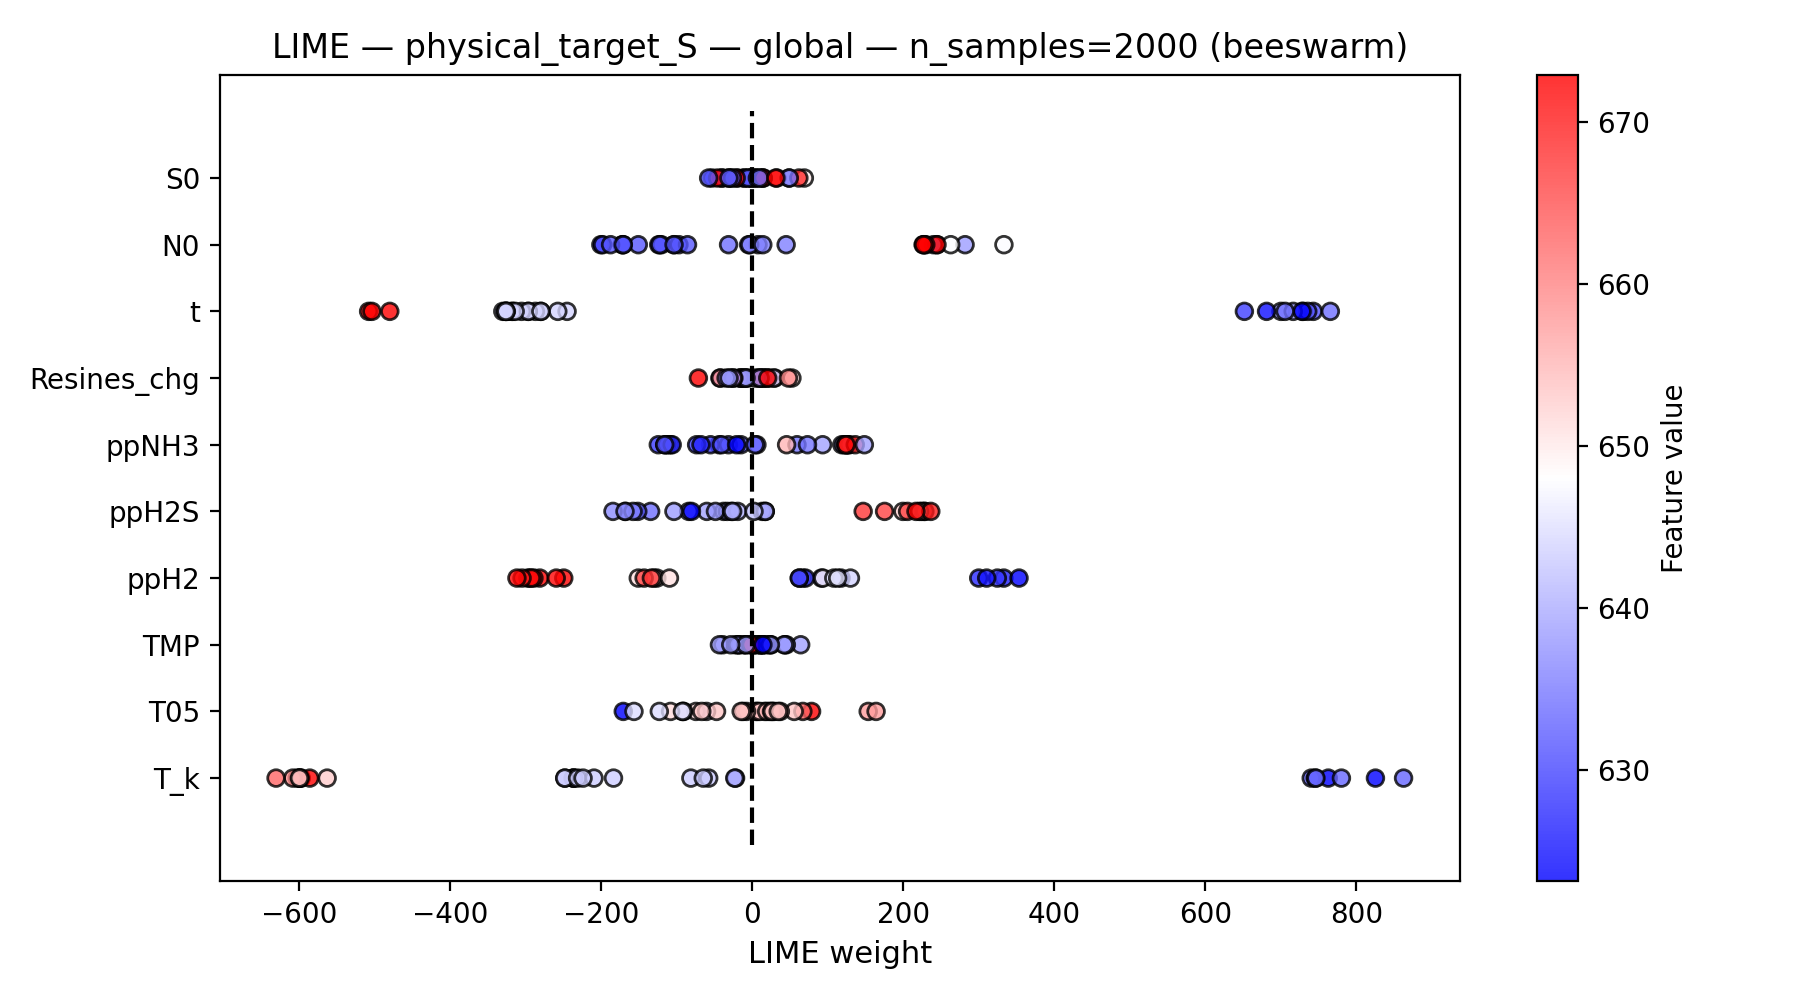 LIME — physical_target_S — global — n_samples=2000 (beeswarm)
S0
N0
t
Resines_chg
ppNH3
ppH2S
ppH2
TMP
T05
T_k
−600
−400
−200
0
200
400
600
800
LIME weight
670
660
650
640
630
Feature value